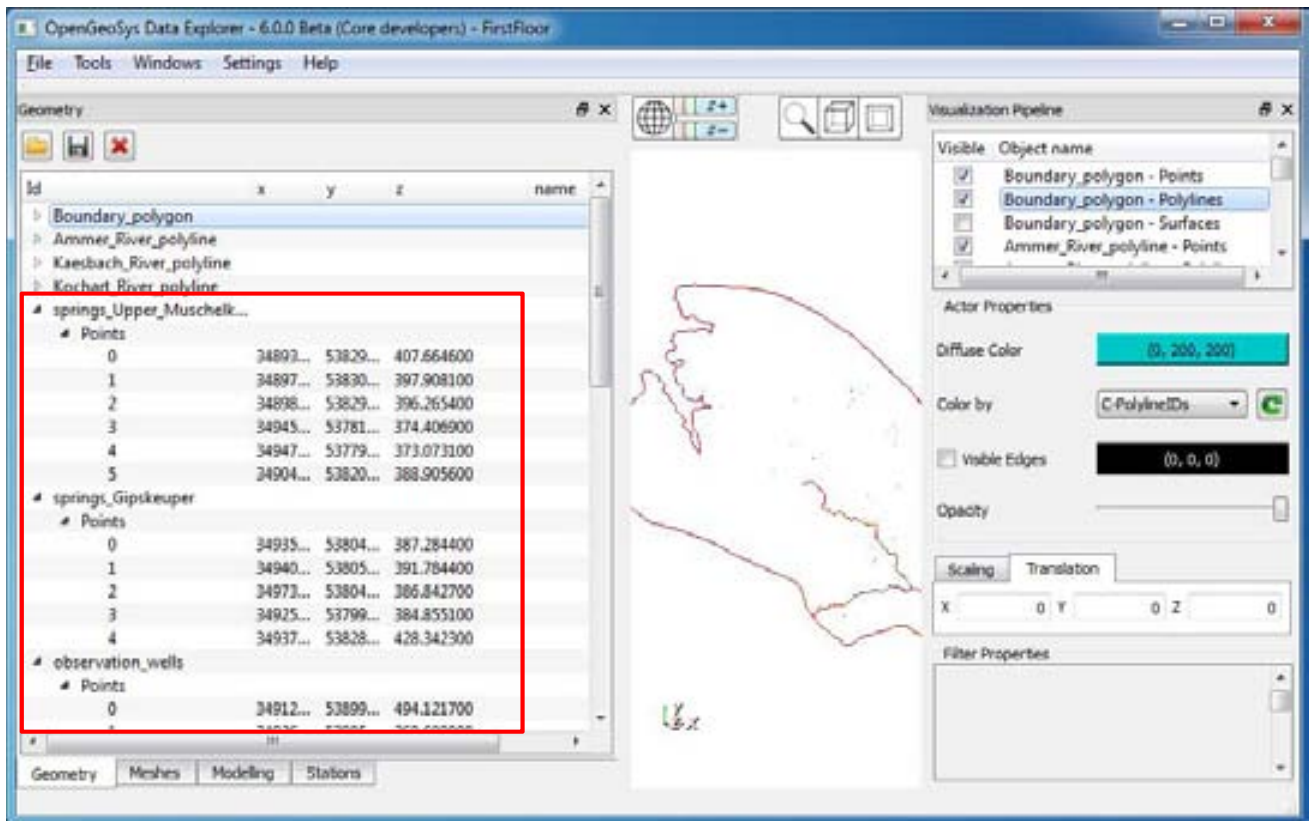 OpenGeoSys Data Explorer - 6.0.0 Beta (Core developers) - FirstFloor
File Tools Windows Settings Help
Geometry
Id x y z name
Boundary_polygon
Ammer_River_polyline
Kaesbach_River_polyline
Kochart_River_polyline
springs_Upper_Muschelk...
Points
0 34893... 53829... 407.664600
1 34897... 53830... 397.908100
2 34898... 53829... 396.265400
3 34945... 53781... 374.406900
4 34947... 53779... 373.073100
5 34904... 53820... 388.905600
springs_Gipskeuper
Points
0 34935... 53804... 387.284400
1 34940... 53805... 391.784400
2 34973... 53804... 386.842700
3 34925... 53799... 384.855100
4 34937... 53828... 428.342300
observation_wells
Points
0 34912... 53899... 494.121700
Geometry Meshes Modelling Stations
z+
z-
Visualization Pipeline
Visible Object name
Boundary_polygon - Points
Boundary_polygon - Polylines
Boundary_polygon - Surfaces
Ammer_River_polyline - Points
Actor Properties
Diffuse Color (0, 200, 200)
Color by C-PolylineIDs
Visible Edges (0, 0, 0)
Opacity
Scaling Translation
X 0 Y 0 Z 0
Filter Properties